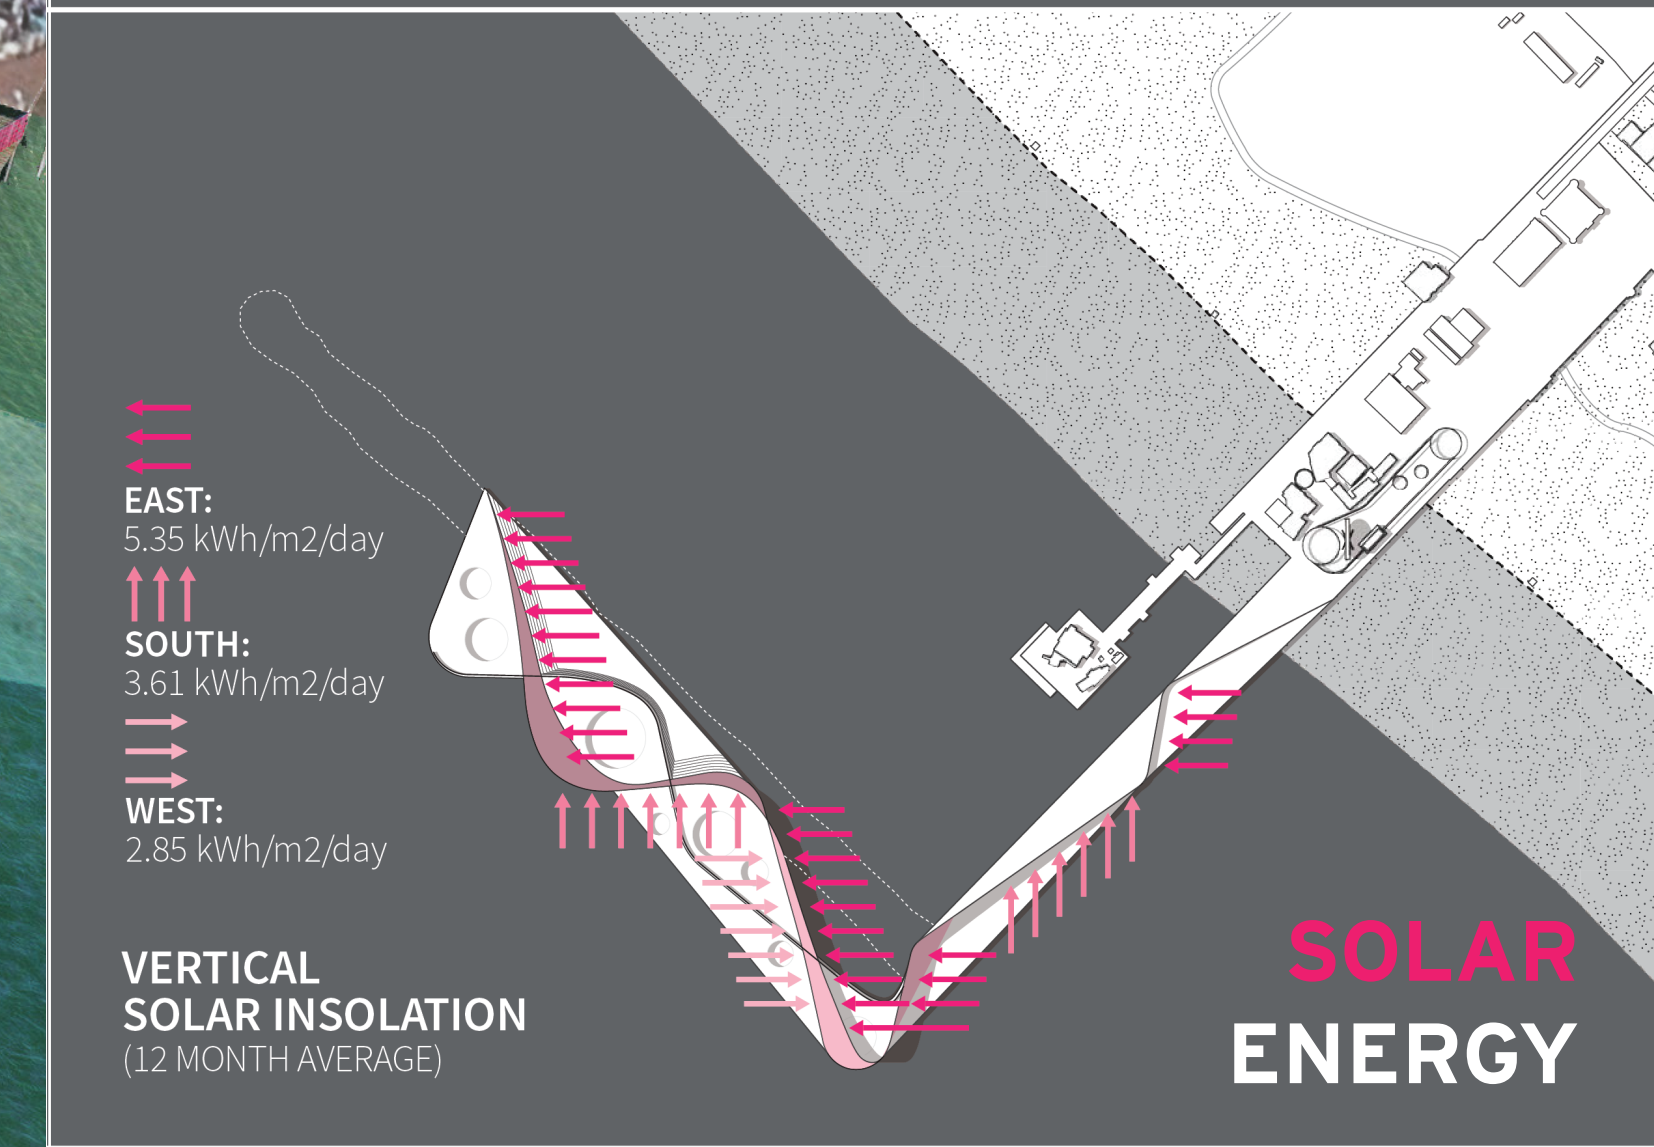 EAST:
5.35 kWh/m2/day
SOUTH:
3.61 kWh/m2/day
WEST:
2.85 kWh/m2/day
VERTICAL
SOLAR INSOLATION
(12 MONTH AVERAGE)
SOLAR
ENERGY